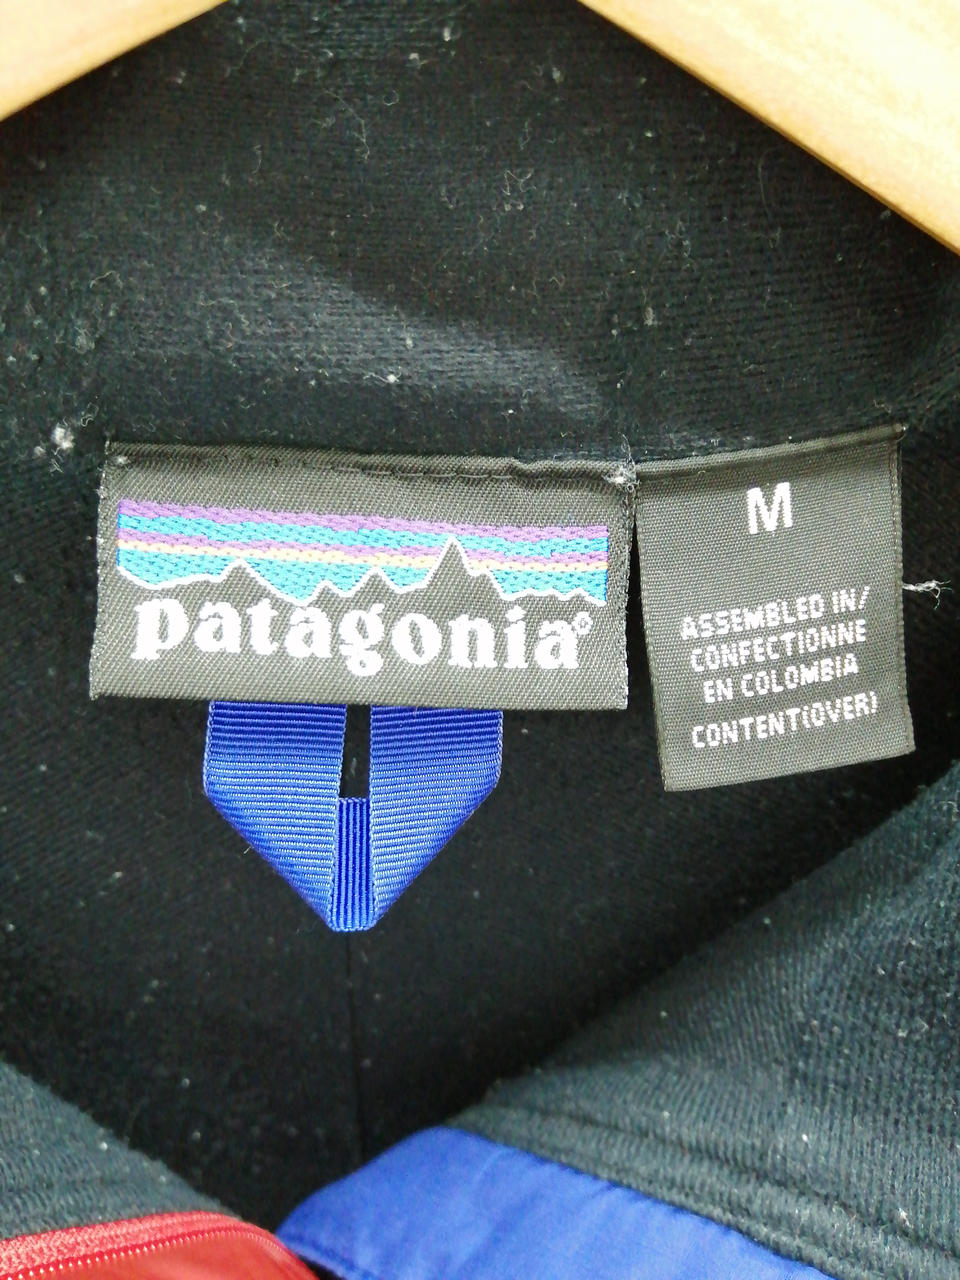 patagonia®
M
ASSEMBLED IN/
CONFECTIONNE
EN COLOMBIA
CONTENT(OVER)